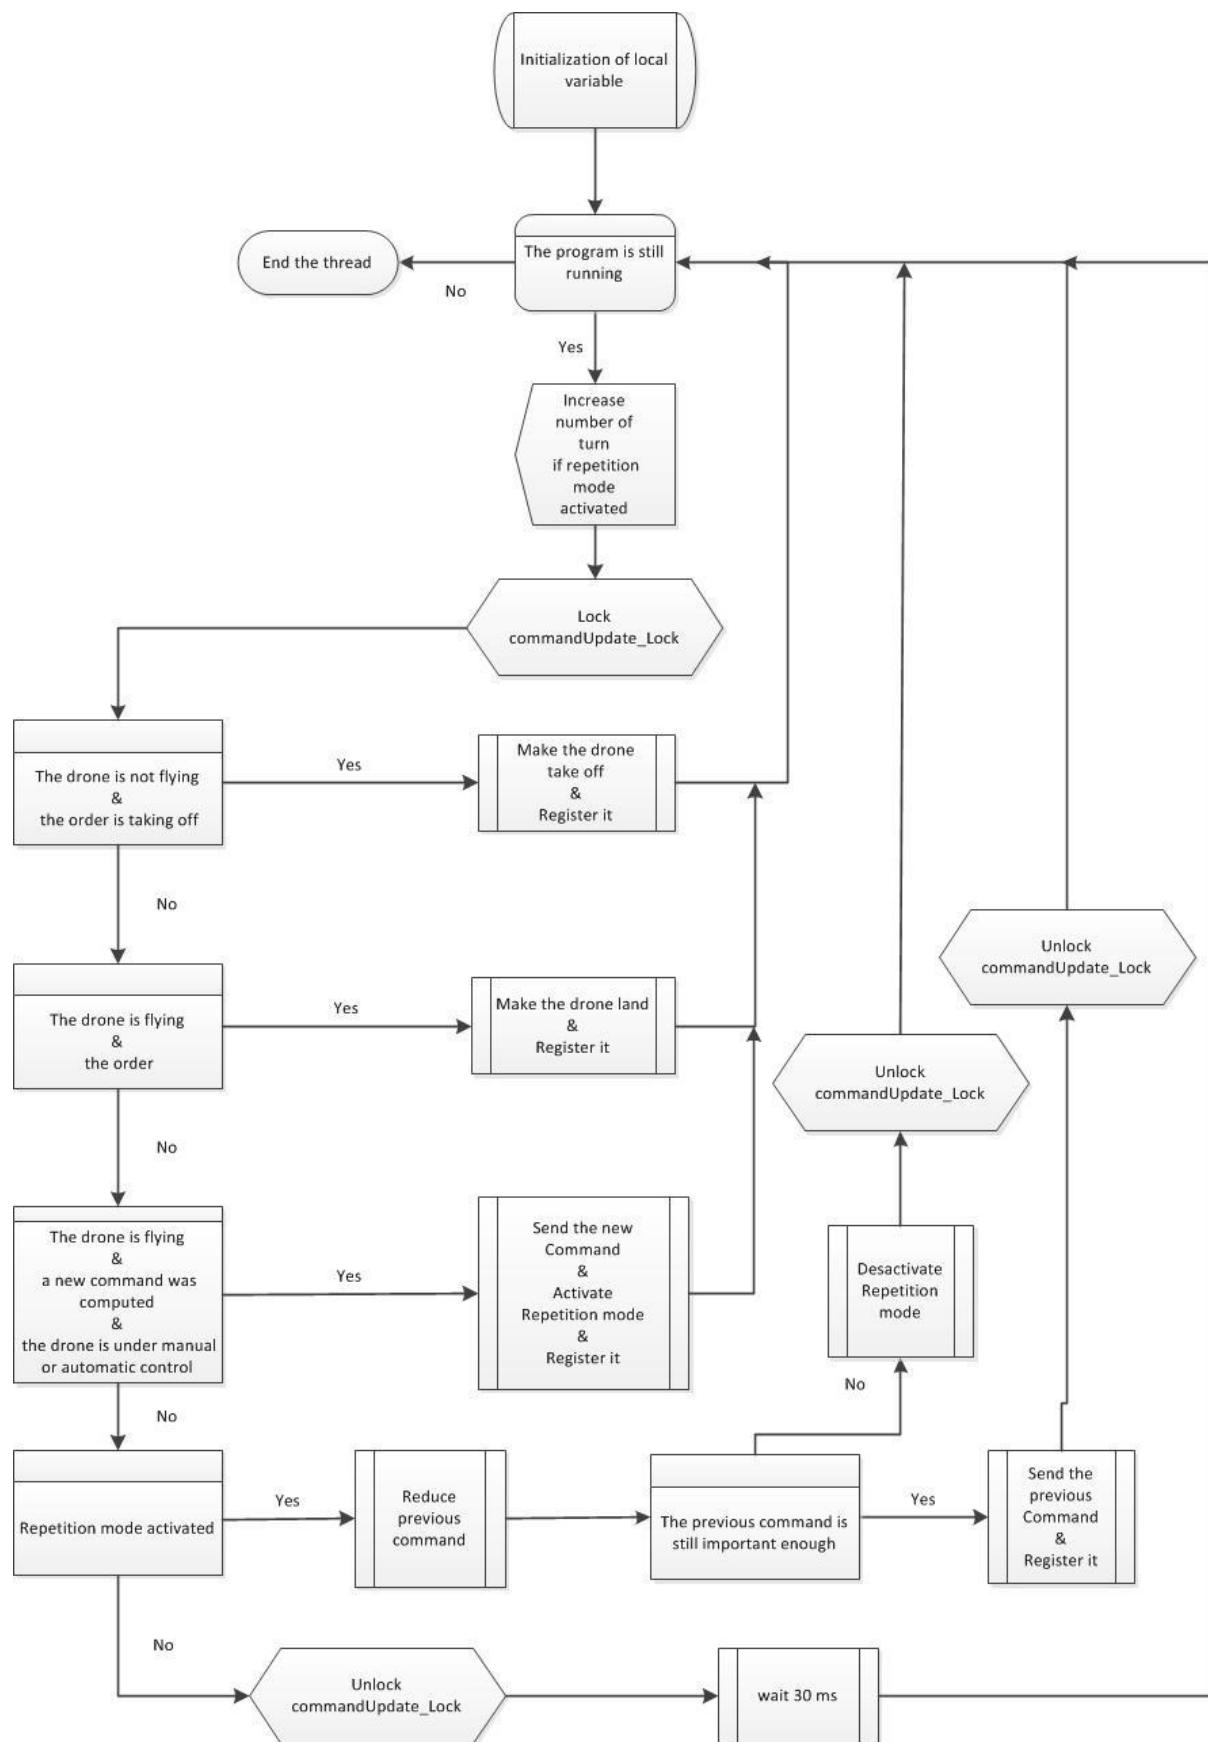 Initialization of local
variable
The program is still
running
End the thread
No
Yes
Increase
number of
turn
if repetition
mode
activated
Lock
commandUpdate_Lock
The drone is not flying
&
the order is taking off
Yes
Make the drone
take off
&
Register it
No
The drone is flying
&
the order
Yes
Make the drone land
&
Register it
Unlock
commandUpdate_Lock
Unlock
commandUpdate_Lock
No
The drone is flying
&
a new command was
computed
&
the drone is under manual
or automatic control
Yes
Send the new
Command
&
Activate
Repetition mode
&
Register it
Desactivate
Repetition
mode
No
No
Repetition mode activated
Yes
Reduce
previous
command
The previous command is
still important enough
Yes
Send the
previous
Command
&
Register it
No
Unlock
commandUpdate_Lock
wait 30 ms